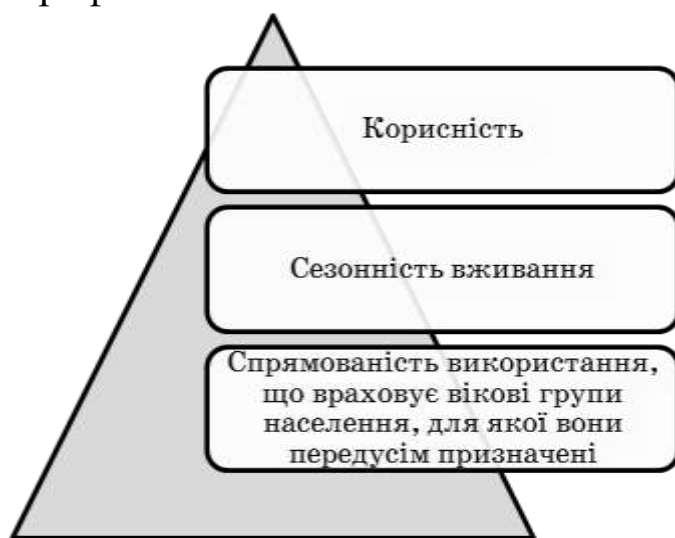 Корисність
Сезонність вживання
Спрямованість використання,
що враховує вікові групи
населення, для якої вони
передусім призначені